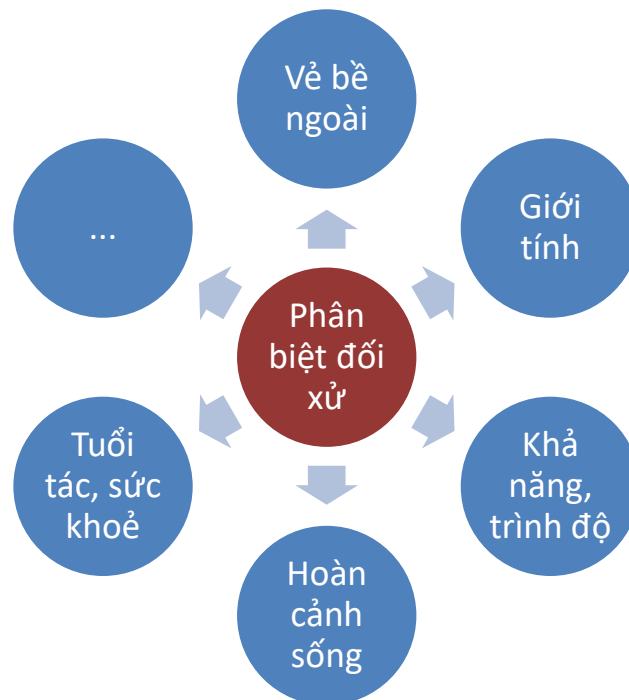 Vẻ bề
ngoài
...
Giới
tính
Phân
biệt đối
xử
Tuổi
tác, sức
khoẻ
Khả
năng,
trình độ
Hoàn
cảnh
sống